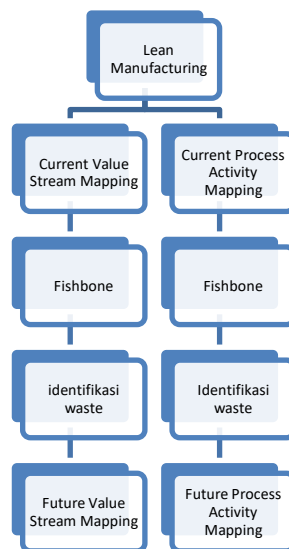 Lean
Manufacturing
Current Value
Stream Mapping
Current Process
Activity
Mapping
Fishbone
Fishbone
identifikasi
waste
Identifikasi
waste
Future Value
Stream Mapping
Future Process
Activity
Mapping